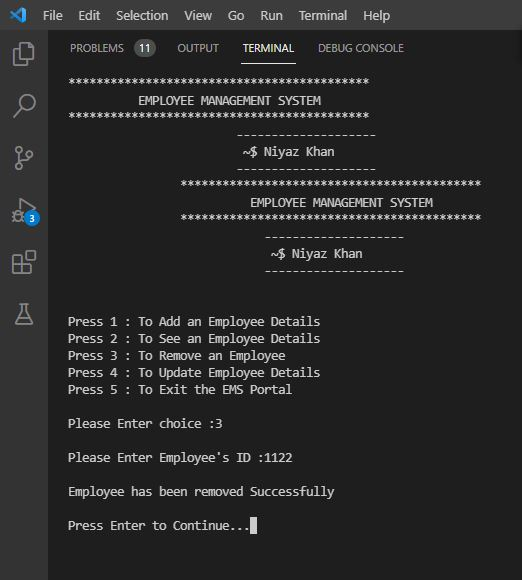 File Edit Selection View Go Run Terminal Help
PROBLEMS 11 OUTPUT TERMINAL DEBUG CONSOLE
*******************************************
EMPLOYEE MANAGEMENT SYSTEM
*******************************************
--------------------
~$ Niyaz Khan
--------------------
*******************************************
EMPLOYEE MANAGEMENT SYSTEM
*******************************************
--------------------
~$ Niyaz Khan
--------------------
3
Press 1 : To Add an Employee Details
Press 2 : To See an Employee Details
Press 3 : To Remove an Employee
Press 4 : To Update Employee Details
Press 5 : To Exit the EMS Portal
Please Enter choice :3
Please Enter Employee's ID :1122
Employee has been removed Successfully
Press Enter to Continue...